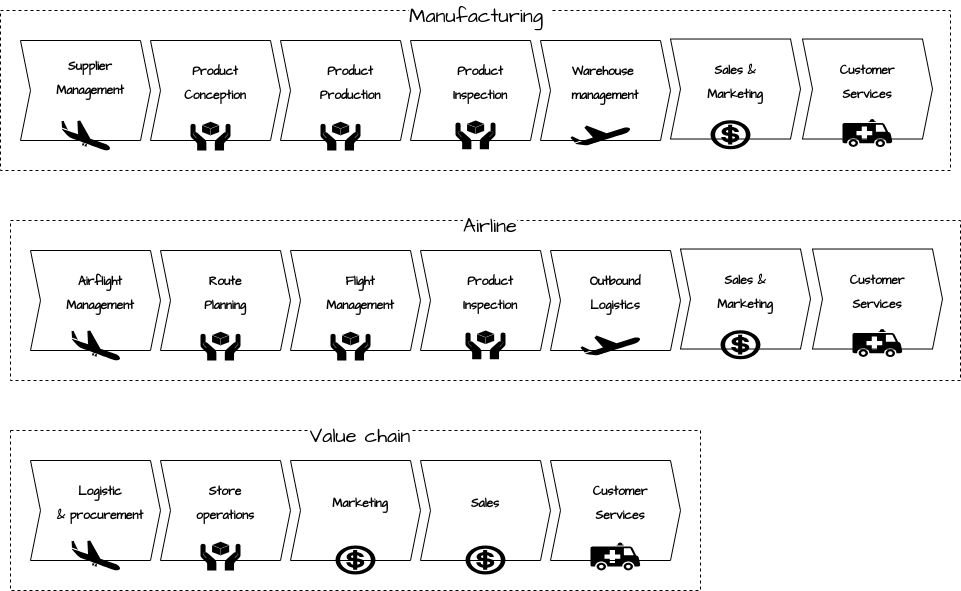 Manufacturing
Supplier
Management
Product
Conception
Product
Production
Product
Inspection
Warehouse
management
Sales &
Marketing
Customer
Services
Airline
Airflight
Management
Route
Planning
Flight
Management
Product
Inspection
Outbound
Logistics
Sales &
Marketing
Customer
Services
Value chain
Logistic
& procurement
Store
operations
Marketing
Sales
Customer
Services